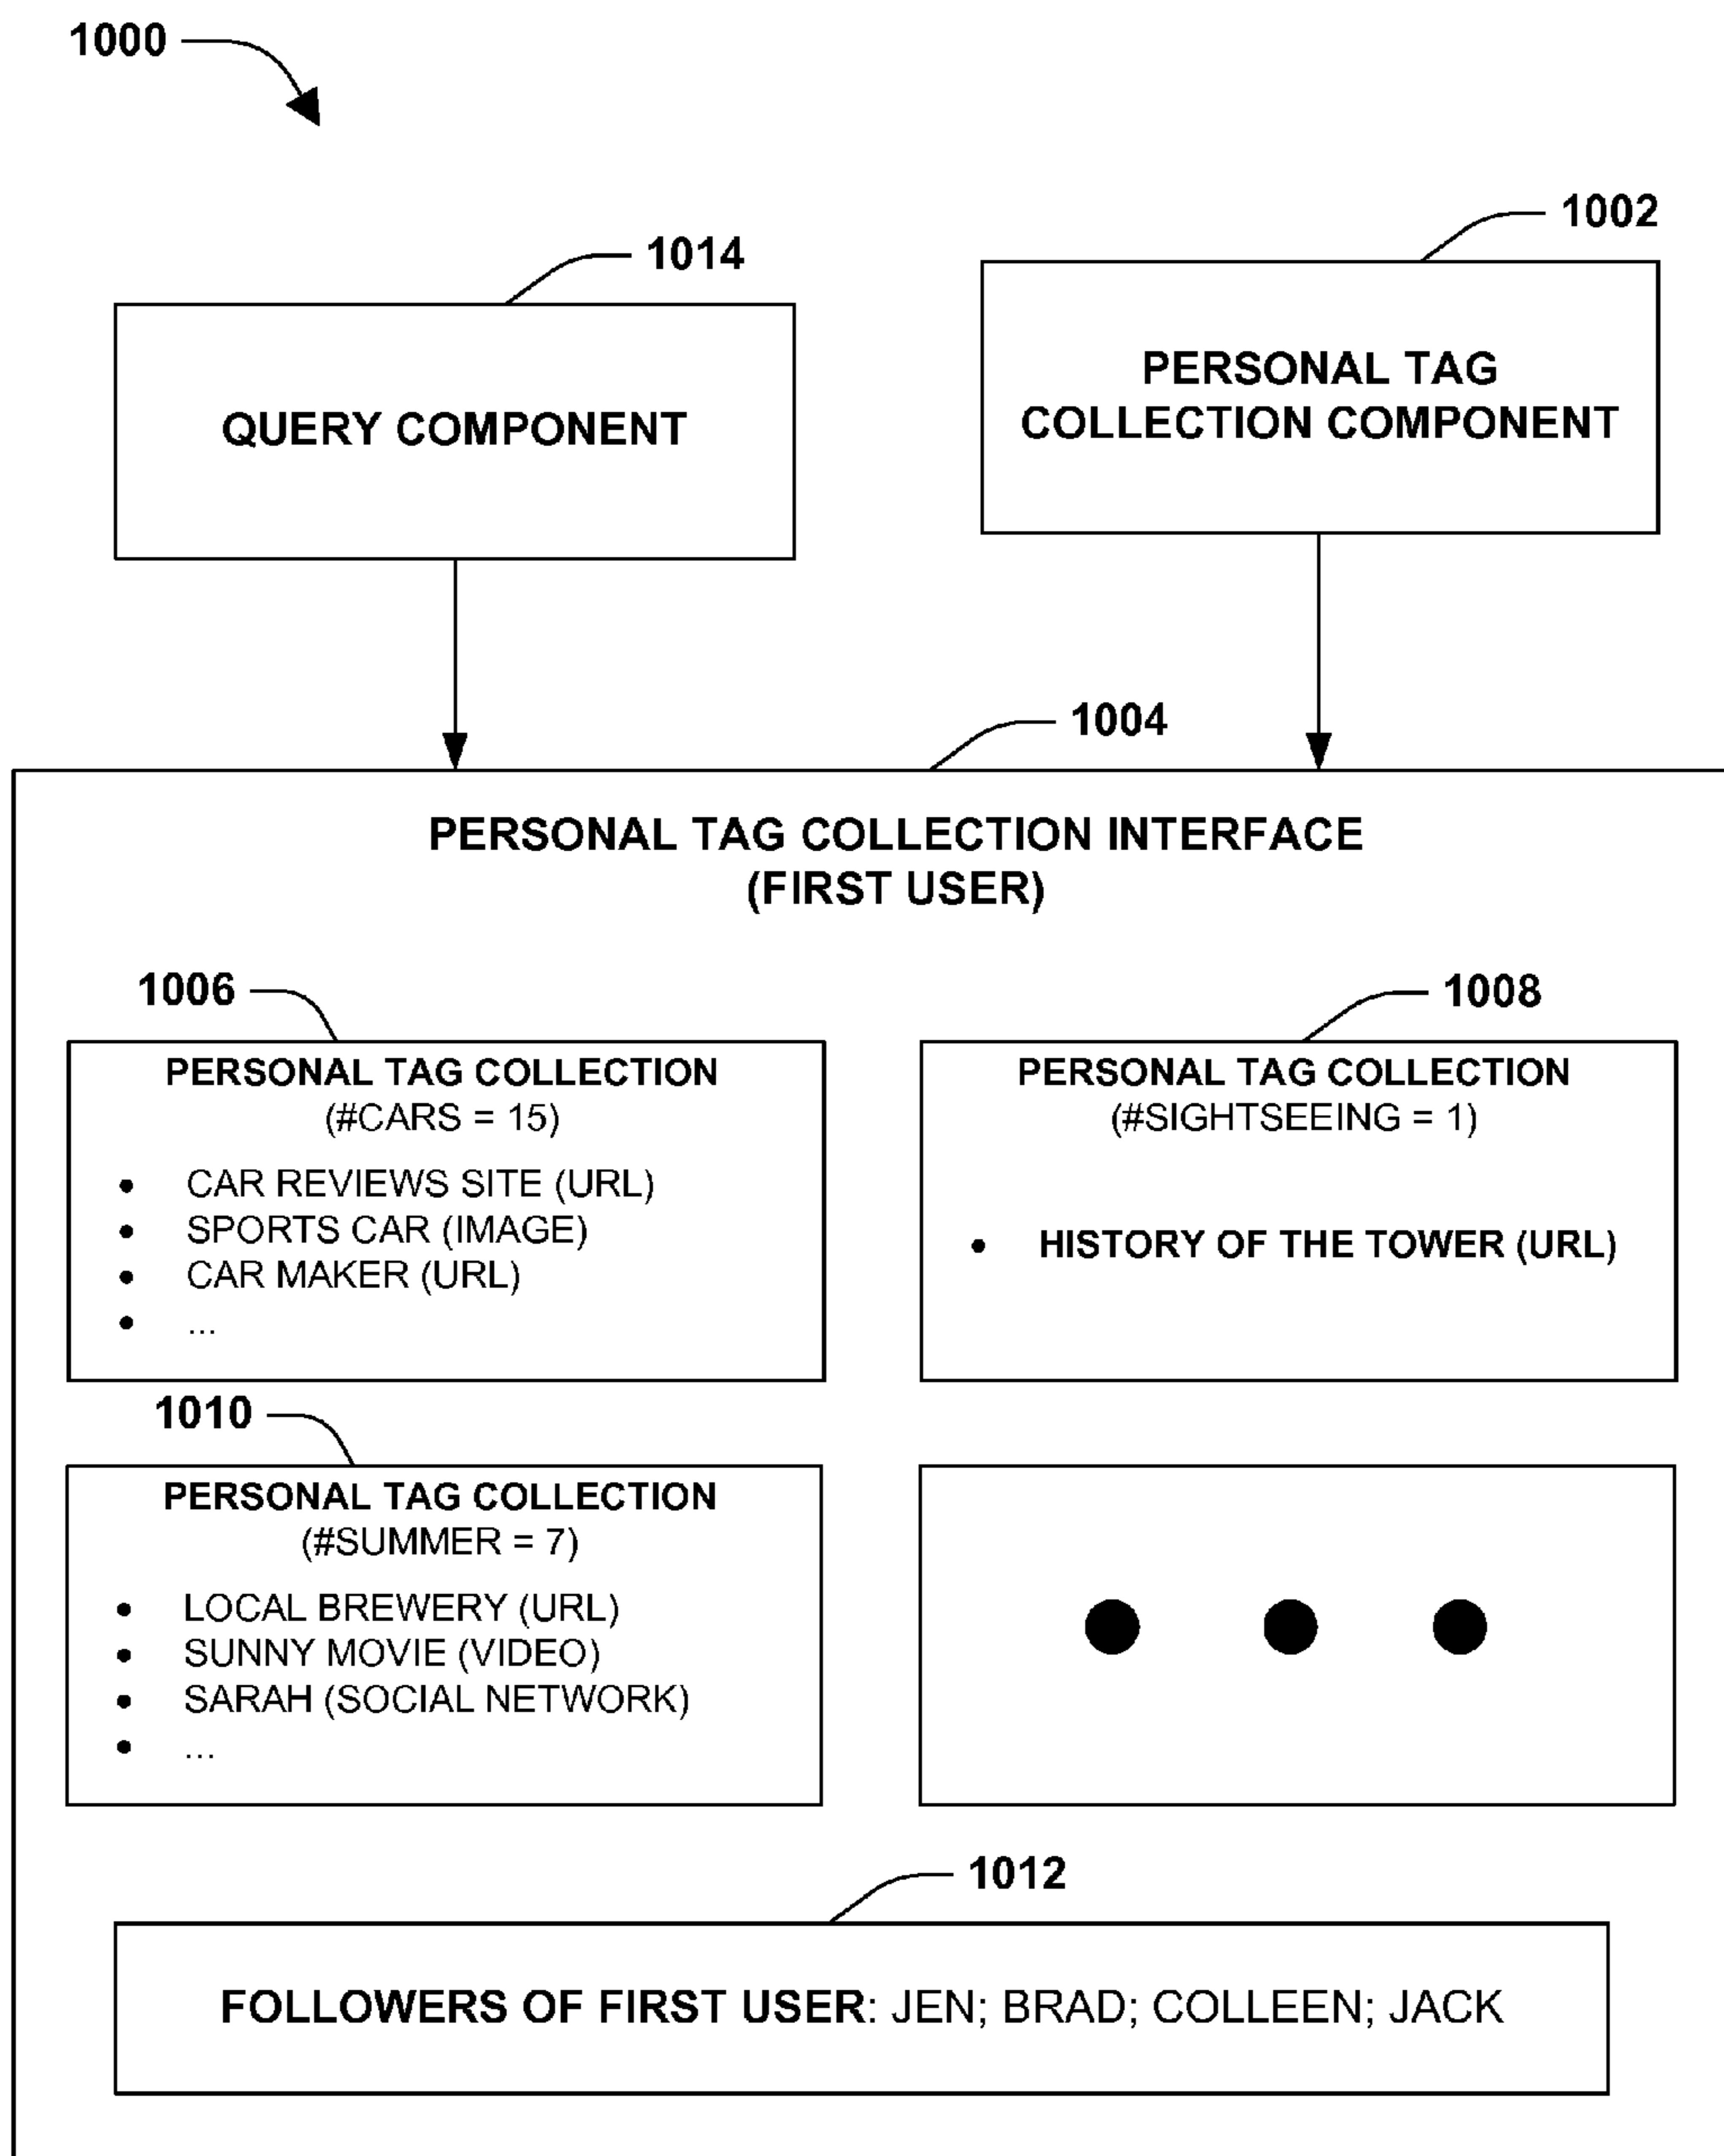 1000
1002
1014
PERSONAL TAG
COLLECTION COMPONENT
QUERY COMPONENT
1004
PERSONAL TAG COLLECTION INTERFACE
(FIRST USER)
1006
1008
PERSONAL TAG COLLECTION
(#CARS = 15)
• CAR REVIEWS SITE (URL)
• SPORTS CAR (IMAGE)
• CAR MAKER (URL)
• ...
PERSONAL TAG COLLECTION
(#SIGHTSEEING = 1)
• HISTORY OF THE TOWER (URL)
1010
PERSONAL TAG COLLECTION
(#SUMMER = 7)
• LOCAL BREWERY (URL)
• SUNNY MOVIE (VIDEO)
• SARAH (SOCIAL NETWORK)
• ...
1012
FOLLOWERS OF FIRST USER: JEN; BRAD; COLLEEN; JACK